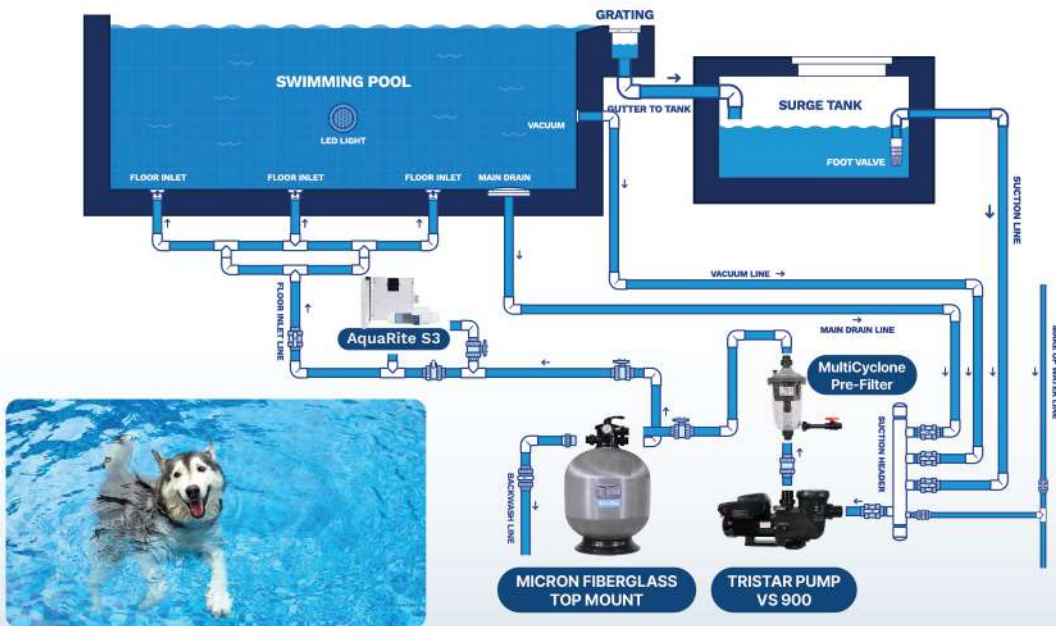 GRATING
SWIMMING POOL
SURGE TANK
GUTTER TO TANK
LED LIGHT
VACUUM
FOOT VALVE
FLOOR INLET
FLOOR INLET
FLOOR INLET
MAIN DRAIN
SUCTION LINE
VACUUM LINE
FLOOR INLET LINE
MAIN DRAIN LINE
AquaRite S3
MultiCyclone
Pre-Filter
SUCTION HEADER
BACKWASH LINE
MICRON FIBERGLASS
TOP MOUNT
TRISTAR PUMP
VS 900